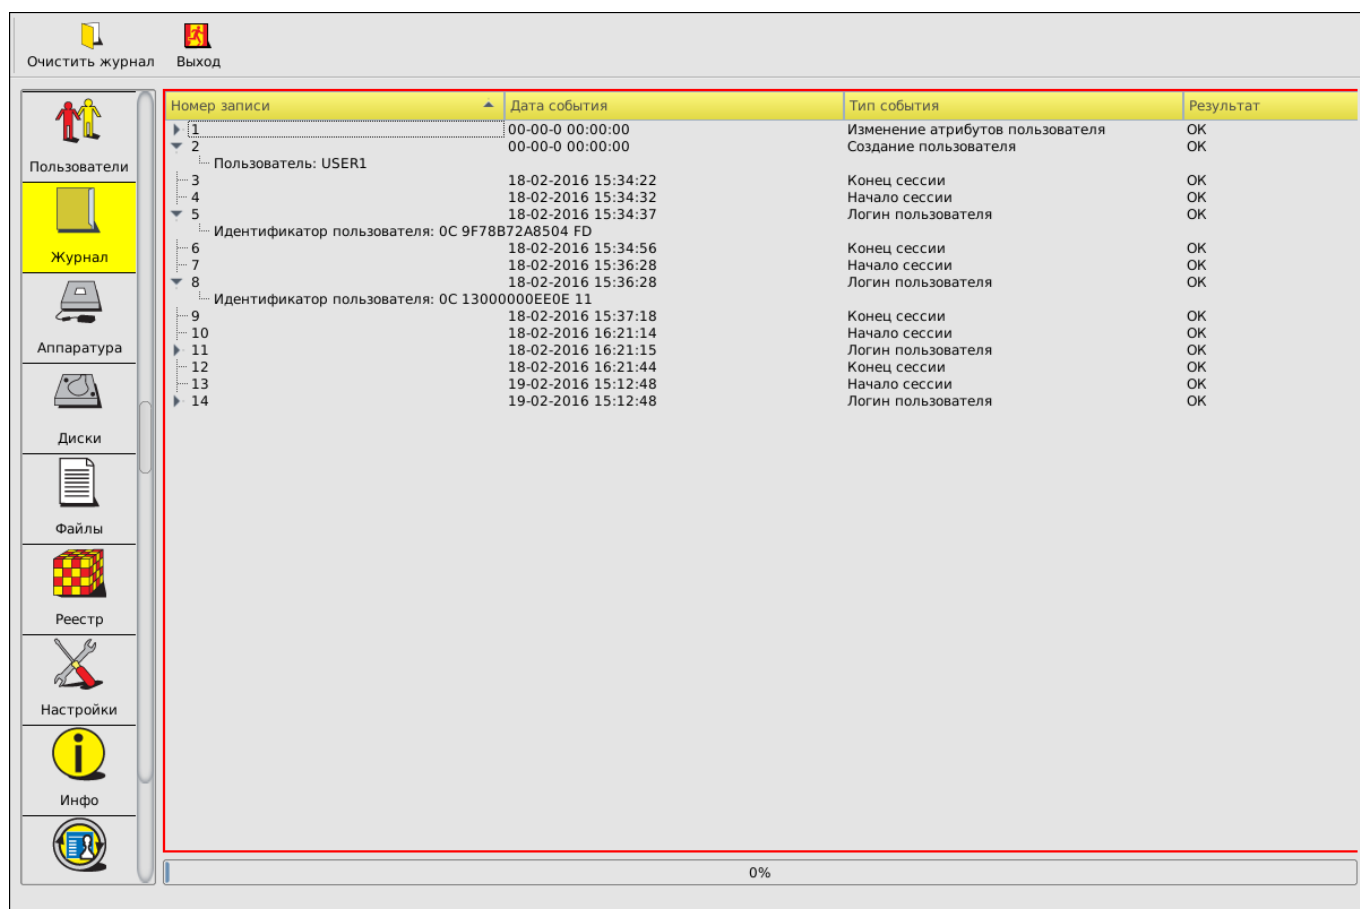 Очистить журнал Выход
Пользователи
Журнал
Аппаратура
Диски
Файлы
Реестр
Настройки
Инфо
Номер записи Дата события Тип события Результат
1 00-00-0 00:00:00 Изменение атрибутов пользователя OK
2 00-00-0 00:00:00 Создание пользователя OK
Пользователь: USER1
3 18-02-2016 15:34:22 Конец сессии OK
4 18-02-2016 15:34:32 Начало сессии OK
5 18-02-2016 15:34:37 Логин пользователя OK
Идентификатор пользователя: 0C 9F78B72A8504 FD
6 18-02-2016 15:34:56 Конец сессии OK
7 18-02-2016 15:36:28 Начало сессии OK
8 18-02-2016 15:36:28 Логин пользователя OK
Идентификатор пользователя: 0C 13000000EE0E 11
9 18-02-2016 15:37:18 Конец сессии OK
10 18-02-2016 16:21:14 Начало сессии OK
11 18-02-2016 16:21:15 Логин пользователя OK
12 18-02-2016 16:21:44 Конец сессии OK
13 19-02-2016 15:12:48 Начало сессии OK
14 19-02-2016 15:12:48 Логин пользователя OK
0%